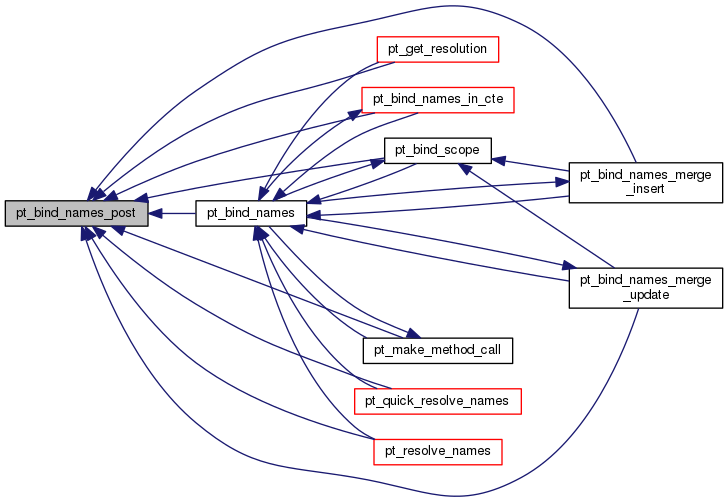 pt_get_resolution
pt_bind_names_in_cte
pt_bind_scope
pt_bind_names_merge
_insert
pt_bind_names_post
pt_bind_names
pt_bind_names_merge
_update
pt_make_method_call
pt_quick_resolve_names
pt_resolve_names